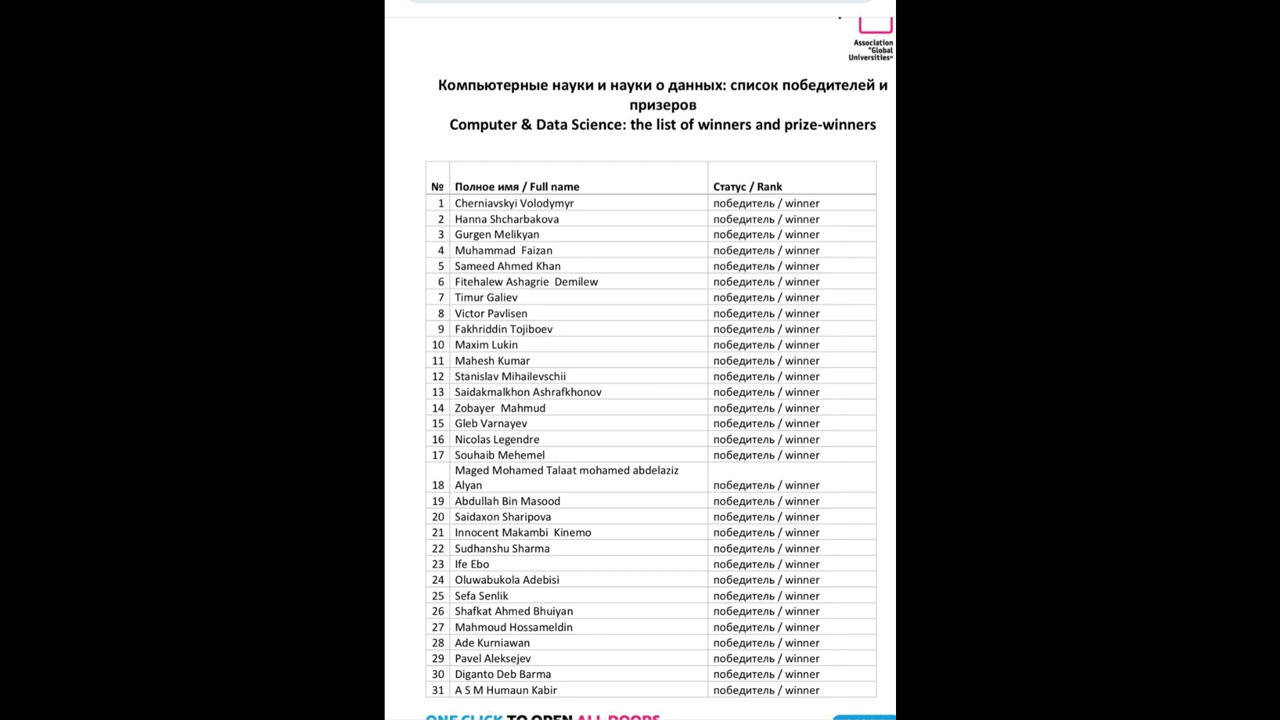 Association
"Global
Universities"
Компьютерные науки и науки о данных: список победителей и
призеров
Computer & Data Science: the list of winners and prize-winners
№ Полное имя / Full name Статус / Rank
1 Cherniavskyi Volodymyr победитель / winner
2 Hanna Shcharbakova победитель / winner
3 Gurgen Melikyan победитель / winner
4 Muhammad Faizan победитель / winner
5 Sameed Ahmed Khan победитель / winner
6 Fitehalew Ashagrie Demilew победитель / winner
7 Timur Galiev победитель / winner
8 Victor Pavlisen победитель / winner
9 Fakhriddin Tojiboev победитель / winner
10 Maxim Lukin победитель / winner
11 Mahesh Kumar победитель / winner
12 Stanislav Mihailevschii победитель / winner
13 Saidakmalkhon Ashrafkhonov победитель / winner
14 Zobayer Mahmud победитель / winner
15 Gleb Varnayev победитель / winner
16 Nicolas Legendre победитель / winner
17 Souhaib Mehemel победитель / winner
Maged Mohamed Talaat mohamed abdelaziz
18 Alyan победитель / winner
19 Abdullah Bin Masood победитель / winner
20 Saidaxon Sharipova победитель / winner
21 Innocent Makambi Kinemo победитель / winner
22 Sudhanshu Sharma победитель / winner
23 Ife Ebo победитель / winner
24 Oluwabukola Adebisi победитель / winner
25 Sefa Senlik победитель / winner
26 Shafkat Ahmed Bhuiyan победитель / winner
27 Mahmoud Hossameldin победитель / winner
28 Ade Kurniawan победитель / winner
29 Pavel Aleksejev победитель / winner
30 Diganto Deb Barma победитель / winner
31 A S M Humaun Kabir победитель / winner
ONE CLICK TO OPEN ALL DOORS